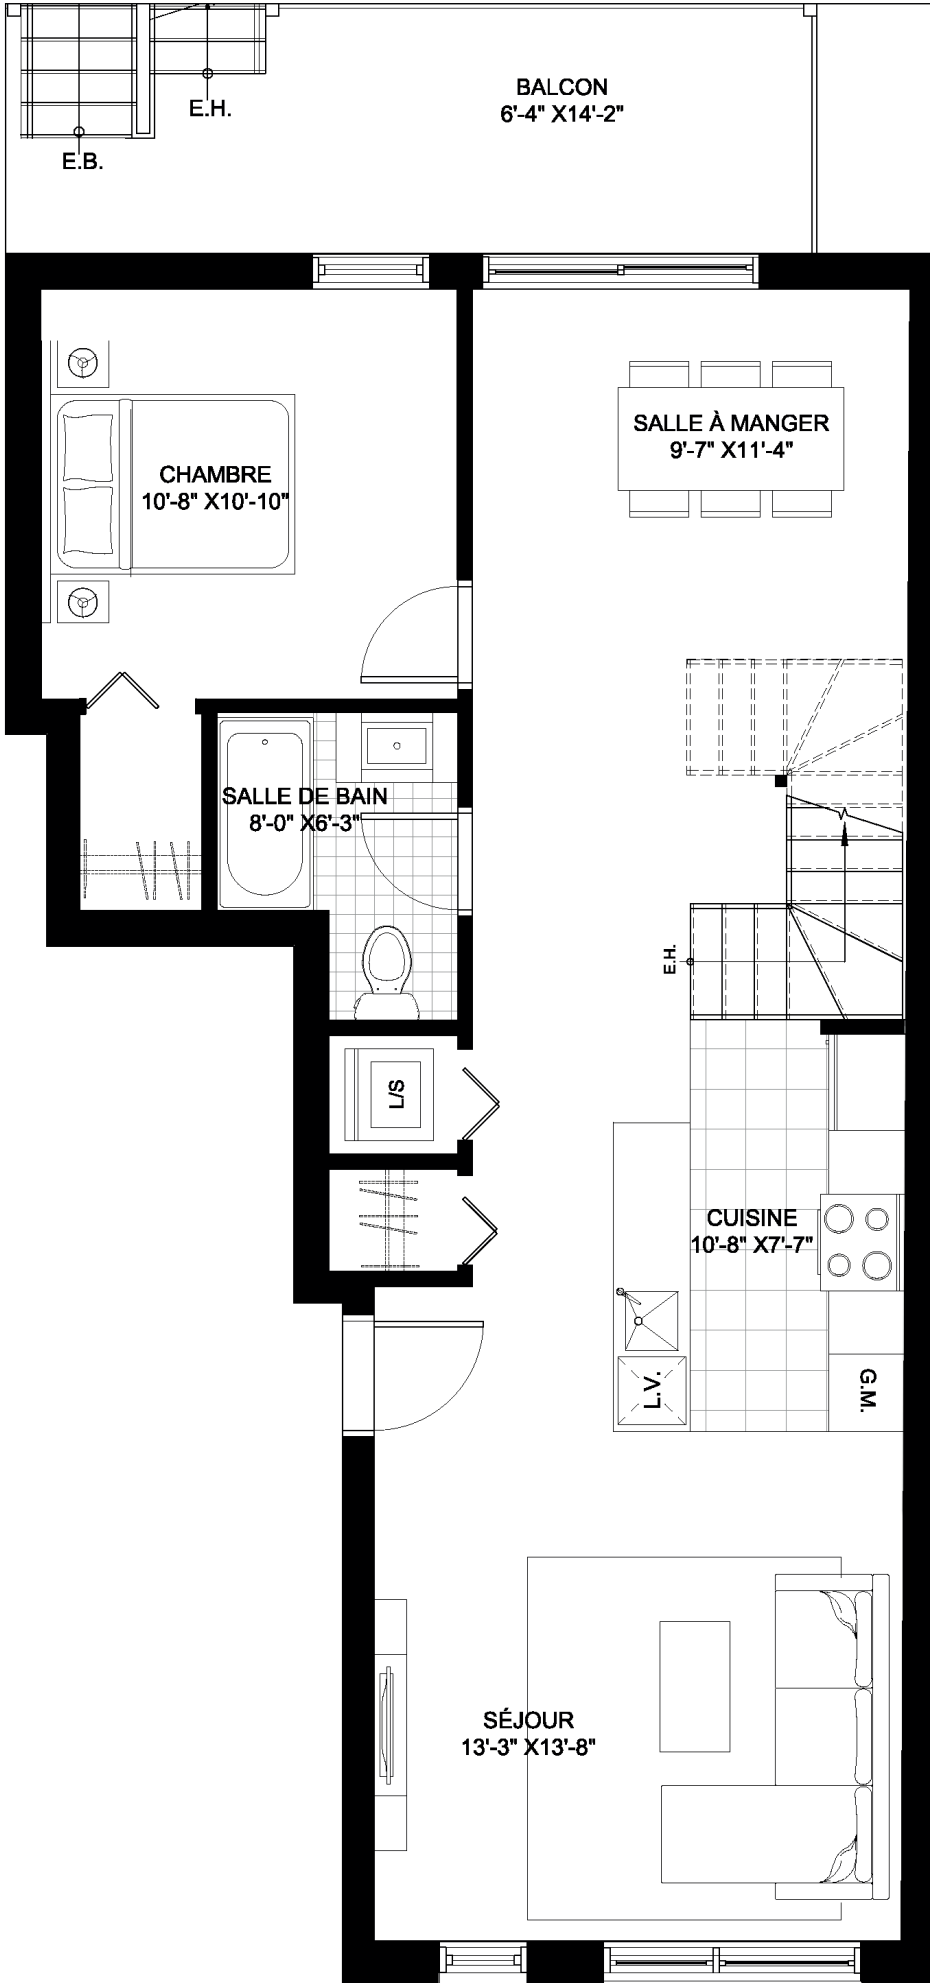 BALCON
6'-4" X14'-2"
E.H.
E.B.
SALLE À MANGER
9'-7" X11'-4"
CHAMBRE
10'-8" X10'-10"
SALLE DE BAIN
8'-0" X6'-3"
E.H.
L/S
CUISINE
10'-8" X7'-7"
L.V.
G.M.
SÉJOUR
13'-3" X13'-8"